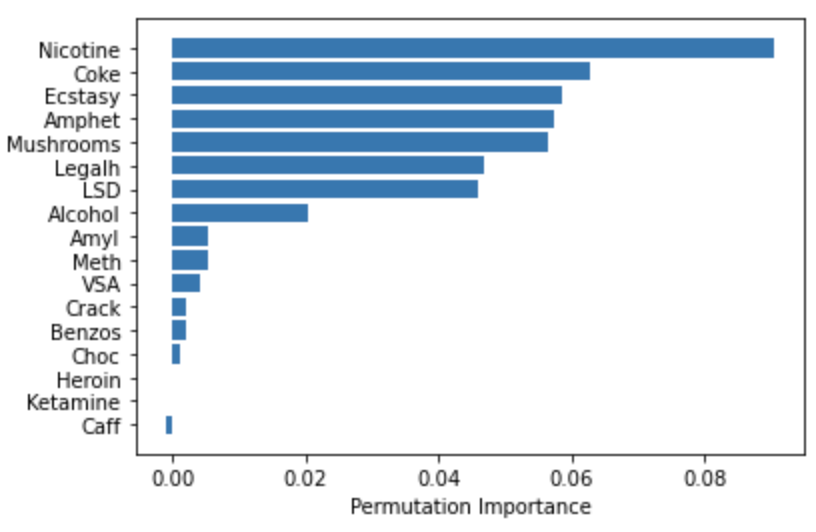 Nicotine
Coke
Ecstasy
Amphet
Mushrooms
Legalh
LSD
Alcohol
Amyl
Meth
VSA
Crack
Benzos
Choc
Heroin
Ketamine
Caff
0.00 0.02 0.04 0.06 0.08
Permutation Importance